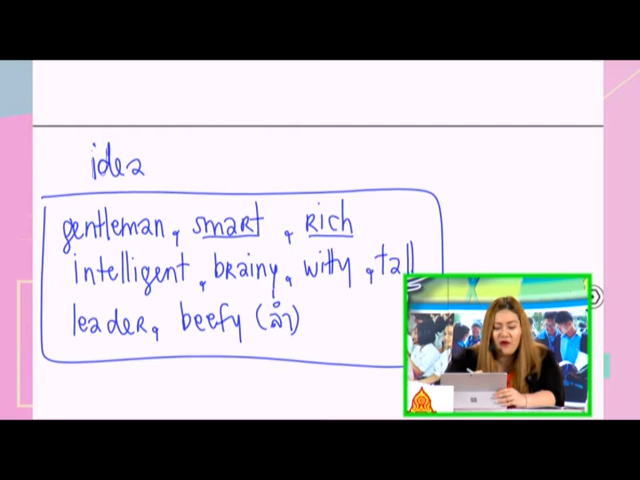 idea
gentleman, smart, Rich
intelligent, brainy, witty, tall
leader, beefy (ล่ำ)